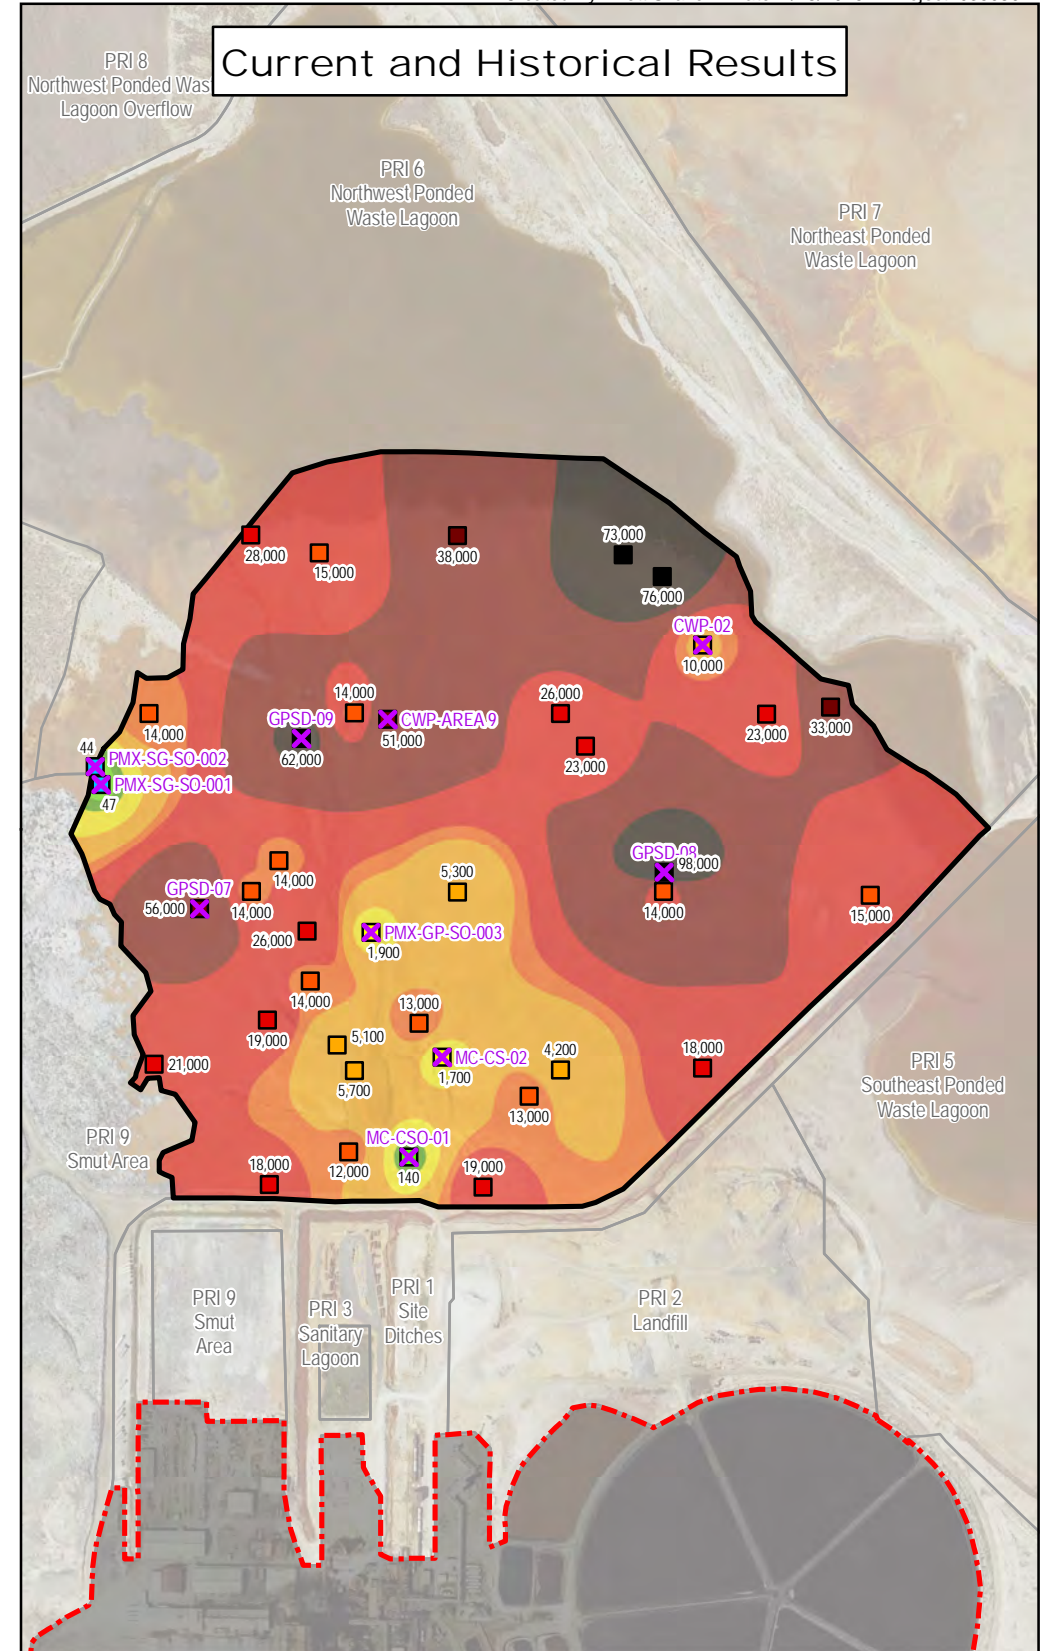 Current and Historical Results
PRI 8
Northwest Ponded Was
Lagoon Overflow
PRI 6
Northwest Ponded
Waste Lagoon
PRI 7
Northeast Ponded
Waste Lagoon
28,000
15,000
38,000
73,000
76,000
CWP-02
10,000
14,000
14,000
GPSD-09
62,000
CWP-AREA 9
51,000
26,000
23,000
23,000
33,000
44
PMX-SG-SO-002
PMX-SG-SO-001
47
14,000
GPSD-07
56,000
14,000
26,000
5,300
PMX-GP-SO-003
1,900
GPSD-08
98,000
14,000
15,000
14,000
19,000
21,000
13,000
5,100
5,700
MC-CS-02
1,700
4,200
13,000
18,000
PRI 5
Southeast Ponded
Waste Lagoon
PRI 9
Smut Area
MC-CSO-01
140
12,000
18,000
19,000
PRI 9
Smut
Area
PRI 3
Sanitary
Lagoon
PRI 1
Site
Ditches
PRI 2
Landfill